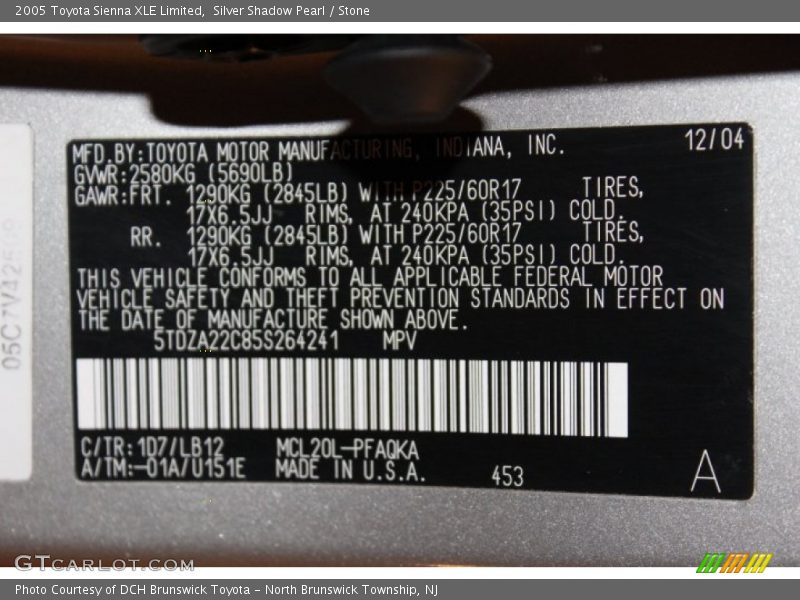 2005 Toyota Sienna XLE Limited,  Silver Shadow Pearl / Stone
12/04
MFD.BY:TOYOTA MOTOR MANUFACTURING, INDIANA, INC.
GVWR:2580KG (5690LB)
GAWR:FRT. 1290KG (2845LB) WITH P225/60R17 TIRES,
17X6.5JJ RIMS, AT 240KPA (35PSI) COLD.
RR. 1290KG (2845LB) WITH P225/60R17 TIRES,
17X6.5JJ RIMS, AT 240KPA (35PSI) COLD.
THIS VEHICLE CONFORMS TO ALL APPLICABLE FEDERAL MOTOR
VEHICLE SAFETY AND THEFT PREVENTION STANDARDS IN EFFECT ON
THE DATE OF MANUFACTURE SHOWN ABOVE.
5TDZA22C85S264241 MPV
C/TR:1D7/LB12 MCL20L-PFAQKA
A/TM:-01A/U151E MADE IN U.S.A. 453
A
GTCARLOT.COM
Photo Courtesy of DCH Brunswick Toyota - North Brunswick Township, NJ